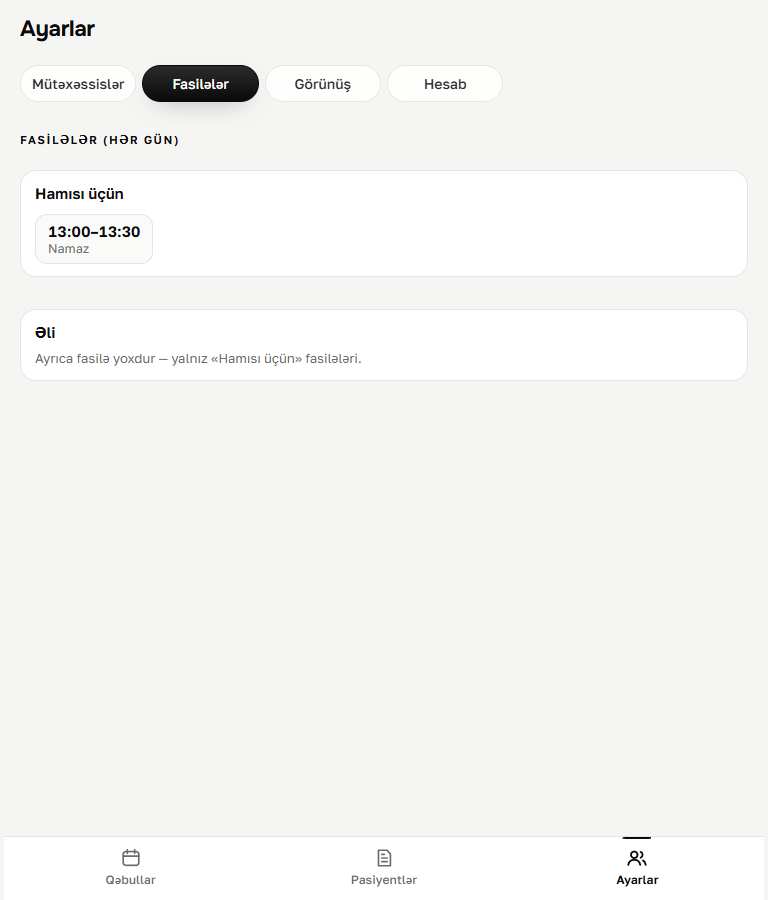 Ayarlar
Mütəxəssislər
Fasilələr
Görünüş
Hesab
FASİLƏLƏR (HƏR GÜN)
Hamısı üçün
13:00–13:30
Namaz
Əli
Ayrıca fasilə yoxdur — yalnız «Hamısı üçün» fasilələri.
Qəbullar
Pasiyentlər
Ayarlar